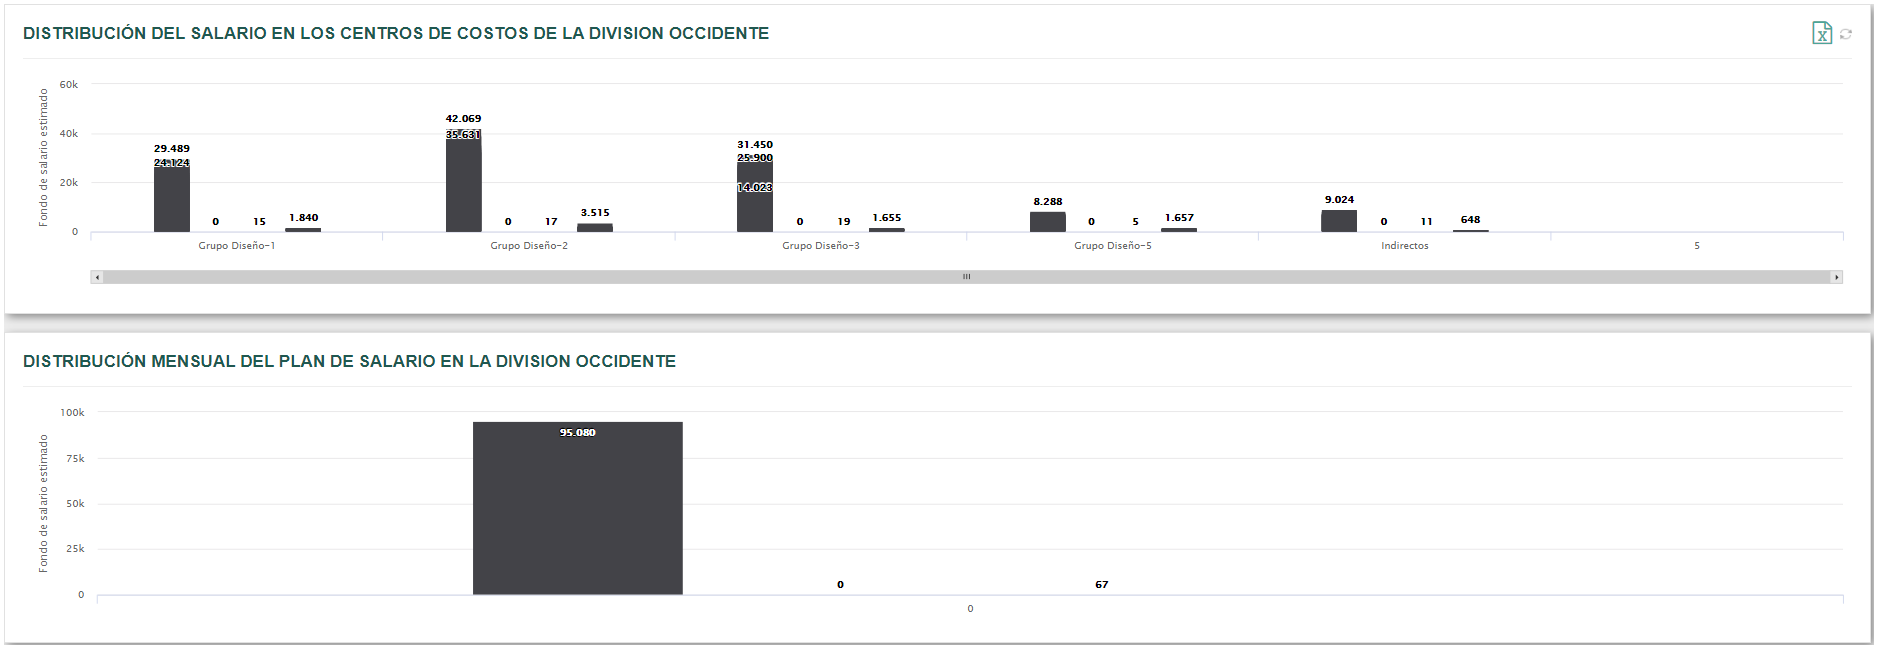 DISTRIBUCIÓN DEL SALARIO EN LOS CENTROS DE COSTOS DE LA DIVISION OCCIDENTE
Fondo de salario estimado
60k
40k
20k
0
29.489
24.124
0
15
1.840
42.069
35.631
0
17
3.515
31.450
25.900
14.023
0
19
1.655
8.288
0
5
1.657
9.024
0
11
648
Grupo Diseño-1
Grupo Diseño-2
Grupo Diseño-3
Grupo Diseño-5
Indirectos
5
DISTRIBUCIÓN MENSUAL DEL PLAN DE SALARIO EN LA DIVISION OCCIDENTE
Fondo de salario estimado
100k
75k
50k
25k
0
95.080
0
67
0